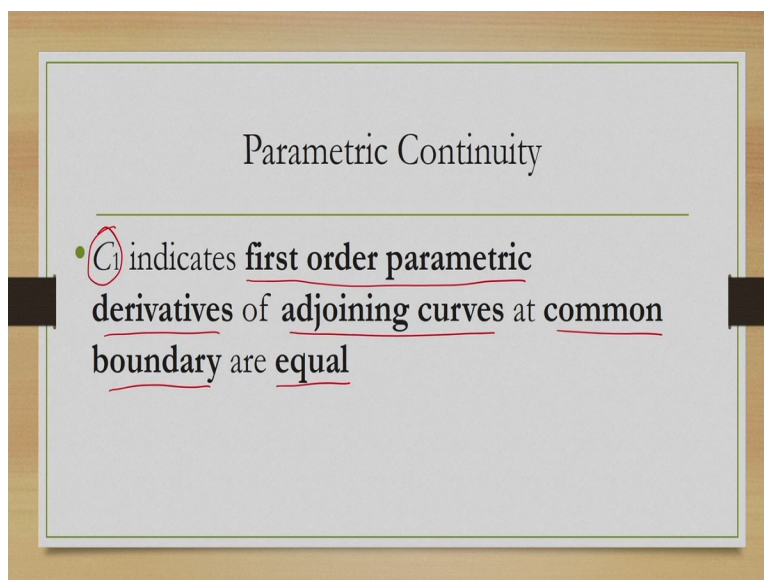 Parametric Continuity
• C1 indicates first order parametric
derivatives of adjoining curves at common
boundary are equal